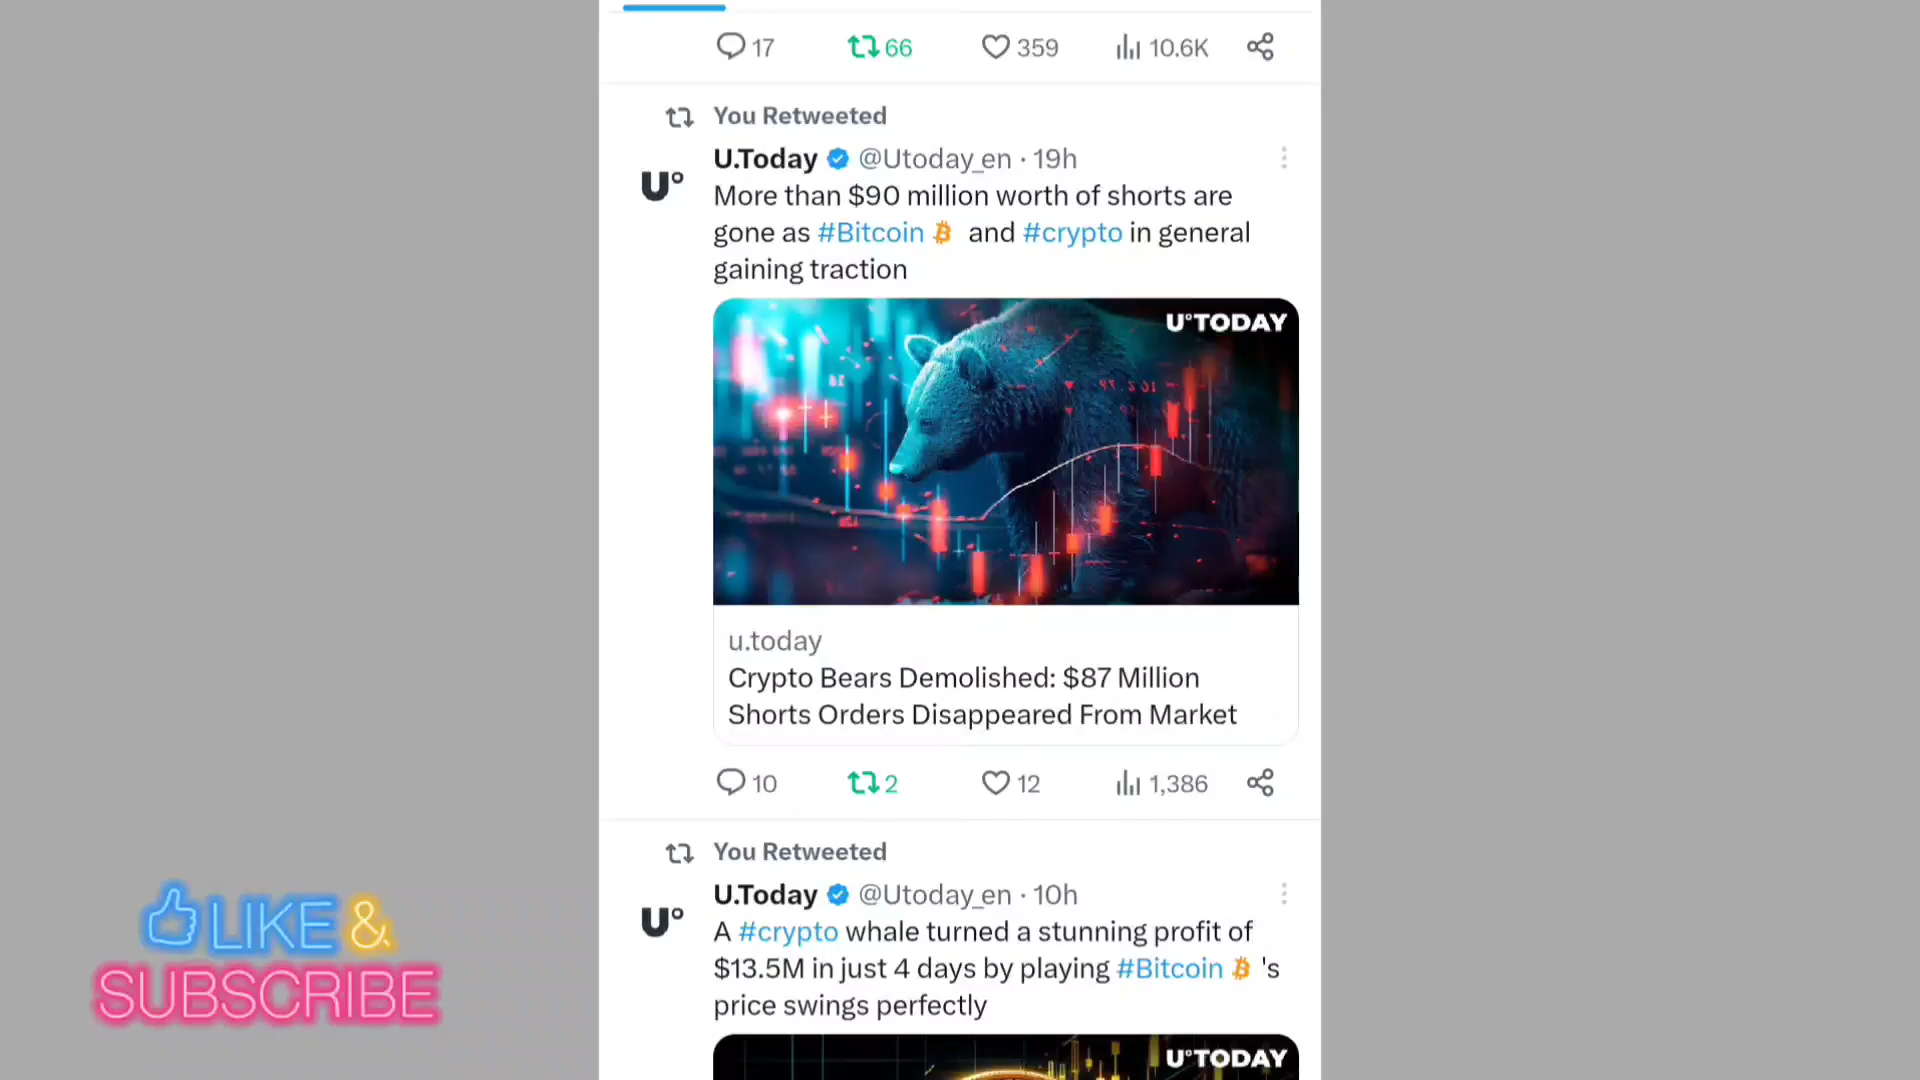 17 66 359 10.6K
You Retweeted
U.Today @Utoday_en · 19h
U°
More than $90 million worth of shorts are
gone as #Bitcoin and #crypto in general
gaining traction
U°TODAY
u.today
Crypto Bears Demolished: $87 Million
Shorts Orders Disappeared From Market
10 2 12 1,386
You Retweeted
U.Today @Utoday_en · 10h
U°
A #crypto whale turned a stunning profit of
$13.5M in just 4 days by playing #Bitcoin 's
price swings perfectly
U°TODAY
LIKE &
SUBSCRIBE